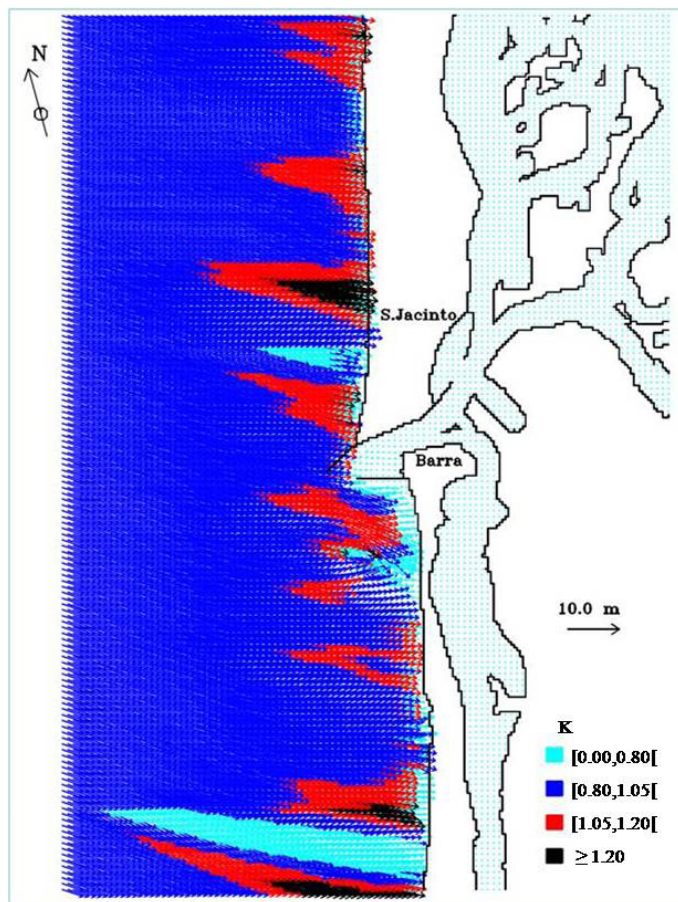 N
S.Jacinto
Barra
10.0 m
K
[0.00,0.80[
[0.80,1.05[
[1.05,1.20[
≥1.20